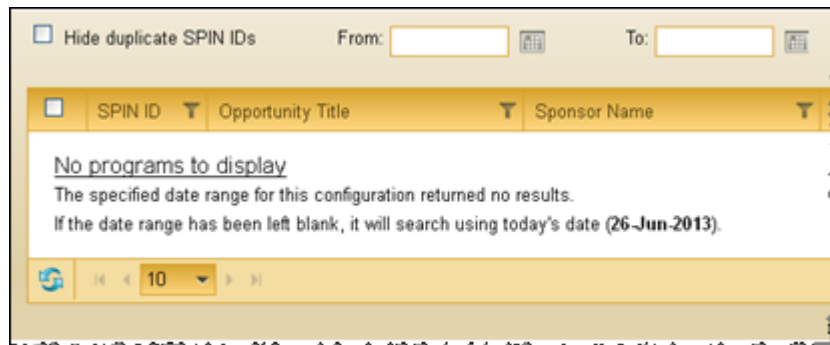 Hide duplicate SPIN IDs From: To:
SPIN ID Opportunity Title Sponsor Name
No programs to display
The specified date range for this configuration returned no results.
If the date range has been left blank, it will search using today's date (26-Jun-2013).
10